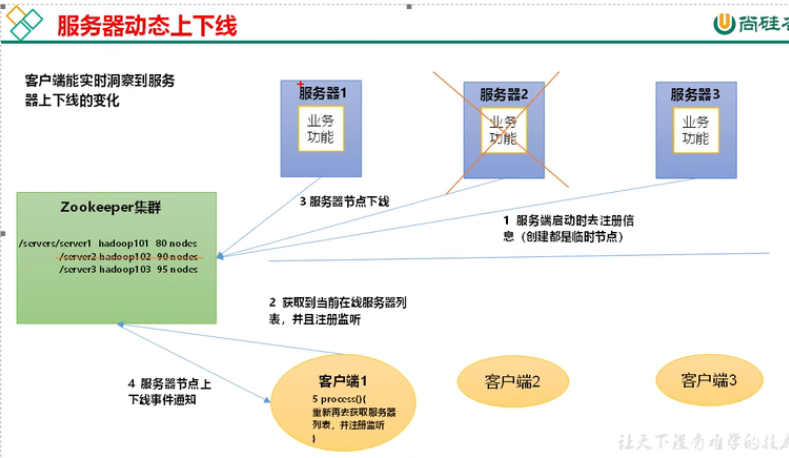 服务器动态上下线
尚硅谷
客户端能实时洞察到服务
器上下线的变化
服务器1
业务
功能
服务器2
业务
功能
服务器3
业务
功能
3 服务器节点下线
1 服务端启动时去注册信
息（创建都是临时节点）
Zookeeper集群
/servers/server1 hadoop101 80 nodes
/server2 hadoop102 90 nodes
/server3 hadoop103 95 nodes
2 获取到当前在线服务器列
表，并且注册监听
4 服务器节点上
下线事件通知
客户端1
5 process(){
重新再去获取服务器
列表，并注册监听
}
客户端2
客户端3
让天下没有难学的技术